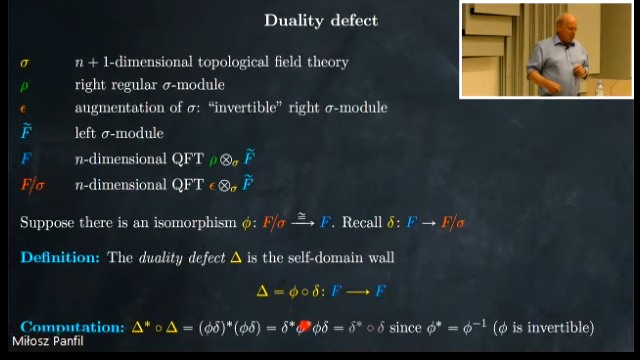 Duality defect
σ n + 1-dimensional topological field theory
ρ right regular σ-module
ϵ augmentation of σ: “invertible” right σ-module
F̃ left σ-module
F n-dimensional QFT ρ ⊗σ F̃
F/σ n-dimensional QFT ϵ ⊗σ F̃
Suppose there is an isomorphism ϕ: F/σ ≅→ F. Recall δ: F → F/σ
Definition: The duality defect Δ is the self-domain wall
Δ = ϕ ∘ δ: F ⟶ F
Computation: Δ* ∘ Δ = (ϕδ)*(ϕδ) = δ*ϕ*ϕδ = δ* ∘ δ since ϕ* = ϕ⁻¹ (ϕ is invertible)
Miłosz Panfil